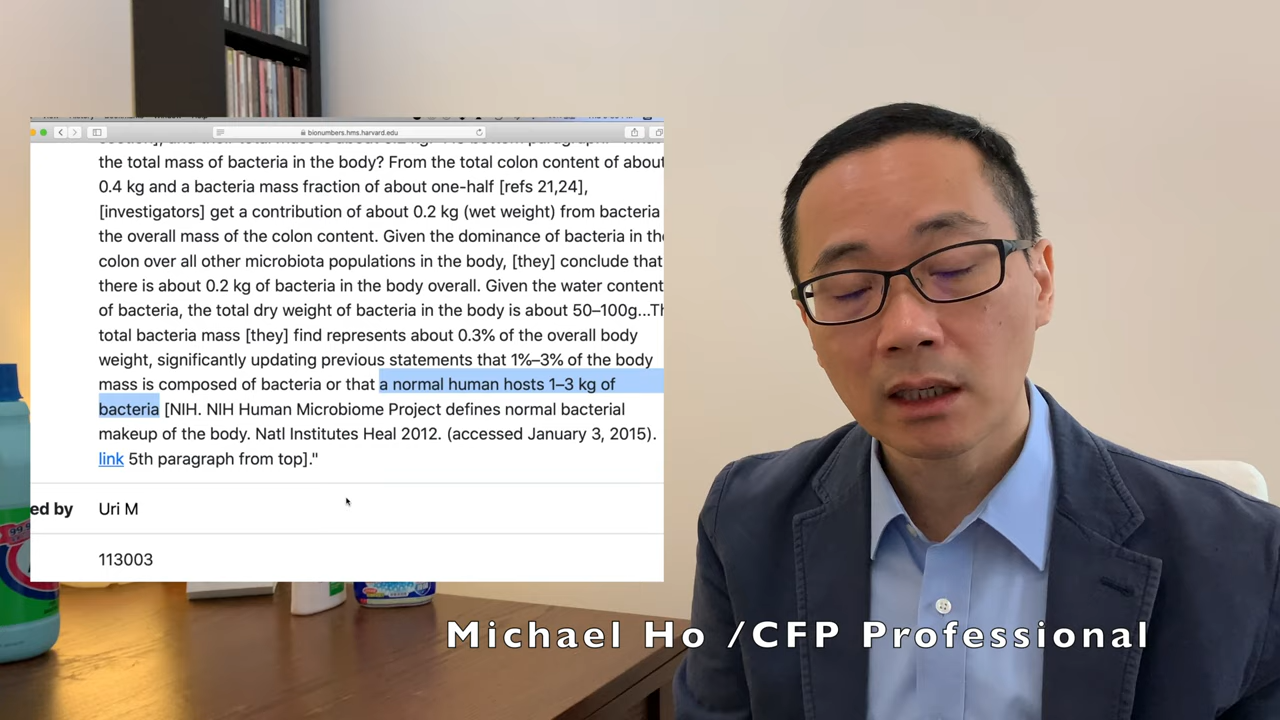 bionumbers.hms.harvard.edu
the total mass of bacteria in the body? From the total colon content of about
0.4 kg and a bacteria mass fraction of about one-half [refs 21,24],
[investigators] get a contribution of about 0.2 kg (wet weight) from bacteria
the overall mass of the colon content. Given the dominance of bacteria in the
colon over all other microbiota populations in the body, [they] conclude that
there is about 0.2 kg of bacteria in the body overall. Given the water content
of bacteria, the total dry weight of bacteria in the body is about 50–100g...Th
total bacteria mass [they] find represents about 0.3% of the overall body
weight, significantly updating previous statements that 1%–3% of the body
mass is composed of bacteria or that a normal human hosts 1–3 kg of
bacteria [NIH. NIH Human Microbiome Project defines normal bacterial
makeup of the body. Natl Institutes Heal 2012. (accessed January 3, 2015).
link 5th paragraph from top]."
ed by Uri M
113003
Michael Ho /CFP Professional